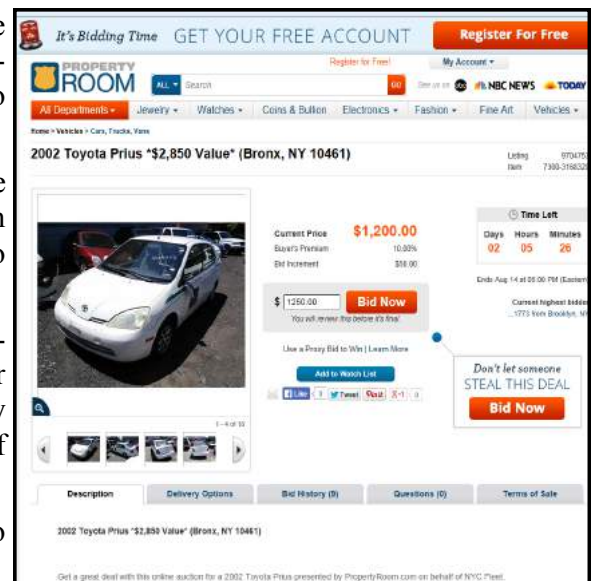 It's Bidding Time GET YOUR FREE ACCOUNT Register For Free
PROPERTY ROOM
Register for Free!
My Account
ALL Search GO See us on abc NBC NEWS TODAY
All Departments Jewelry Watches Coins & Bullion Electronics Fashion Fine Art Vehicles
Home > Vehicles > Cars, Trucks, Vans
2002 Toyota Prius *$2,850 Value* (Bronx, NY 10461)
Listing
Item
Time Left
Days Hours Minutes
02 05 26
Current Price $1,200.00
Buyer's Premium 10.00%
Bid Increment $50.00
Ends Aug 14 at
PM (Eastern
Current highest bidder
$ 1250.00 Bid Now
You will review this before it's final
Use a Proxy Bid to Win | Learn More
Add to Watch List
Like Tweet Pin it
Don't let someone
STEAL THIS DEAL
Bid Now
Description Delivery Options Bid History (9) Questions (0) Terms of Sale
2002 Toyota Prius *$2,850 Value* (Bronx, NY 10461)
Get a great deal with this online auction for a 2002 Toyota Prius presented by PropertyRoom.com on behalf of NYC Fleet.